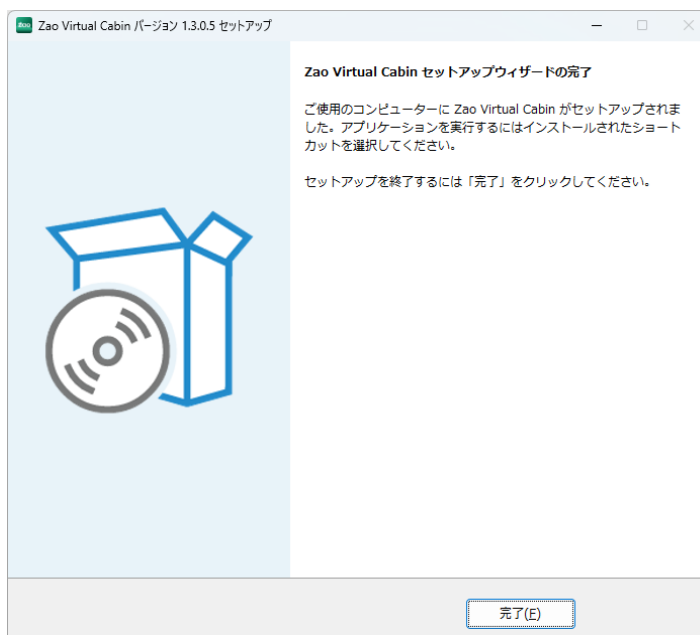 Zao Virtual Cabin バージョン 1.3.0.5 セットアップ
Zao Virtual Cabin セットアップウィザードの完了
ご使用のコンピューターに Zao Virtual Cabin がセットアップされま
した。アプリケーションを実行するにはインストールされたショート
カットを選択してください。
セットアップを終了するには「完了」をクリックしてください。
完了(F)